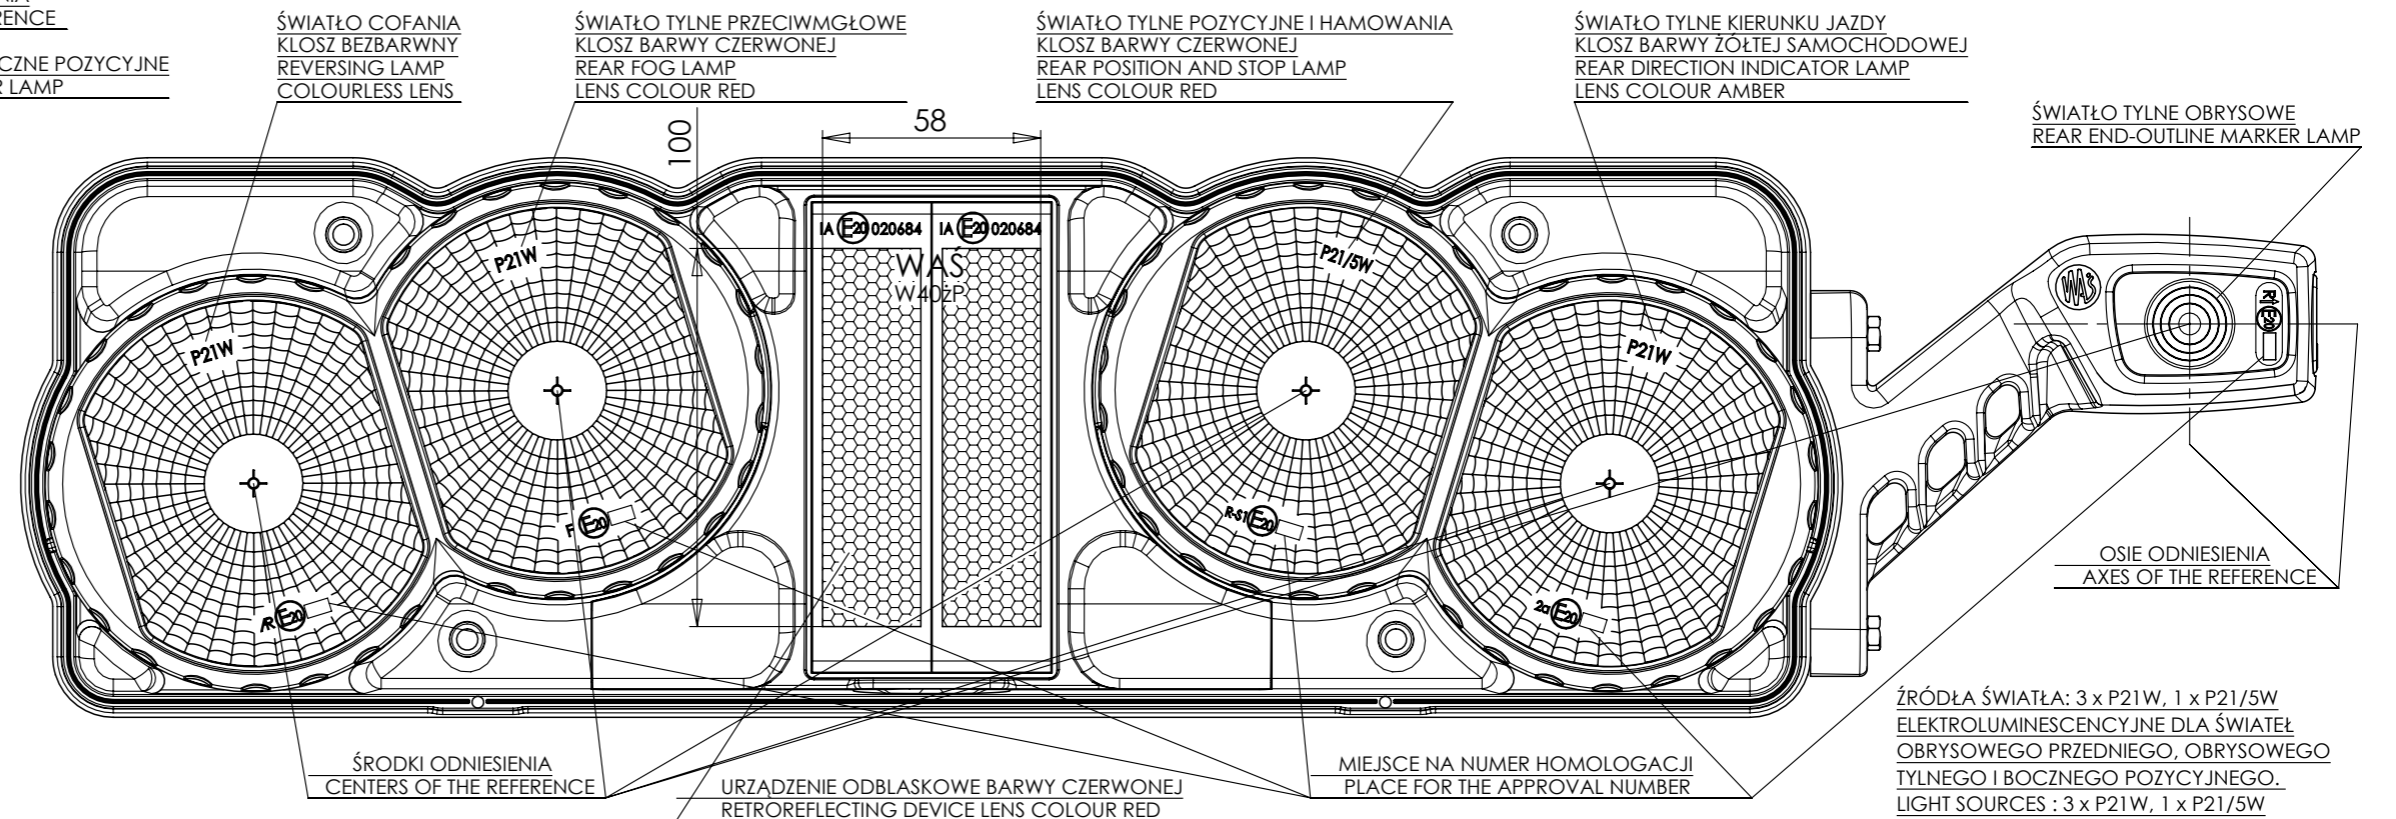 RENCE
CZNE POZYCYJNE
LAMP
ŚWIATŁO COFANIA
KLOSZ BEZBARWNY
REVERSING LAMP
COLOURLESS LENS
ŚWIATŁO TYLNE PRZECIWMGŁOWE
KLOSZ BARWY CZERWONEJ
REAR FOG LAMP
LENS COLOUR RED
ŚWIATŁO TYLNE POZYCYJNE I HAMOWANIA
KLOSZ BARWY CZERWONEJ
REAR POSITION AND STOP LAMP
LENS COLOUR RED
ŚWIATŁO TYLNE KIERUNKU JAZDY
KLOSZ BARWY ŻÓŁTEJ SAMOCHODOWEJ
REAR DIRECTION INDICATOR LAMP
LENS COLOUR AMBER
ŚWIATŁO TYLNE OBRYSOWE
REAR END-OUTLINE MARKER LAMP
58
100
IA E20 020684
IA E20 020684
WAŚ
W40żP
P21W
P21W
P21/5W
P21W
WAŚ
R1 E20
F E20
R-S1 E20
AR E20
2a E20
OSIE ODNIESIENIA
AXES OF THE REFERENCE
ŚRODKI ODNIESIENIA
CENTERS OF THE REFERENCE
URZĄDZENIE ODBLASKOWE BARWY CZERWONEJ
RETROREFLECTING DEVICE LENS COLOUR RED
MIEJSCE NA NUMER HOMOLOGACJI
PLACE FOR THE APPROVAL NUMBER
ŹRÓDŁA ŚWIATŁA: 3 x P21W, 1 x P21/5W
ELEKTROLUMINESCENCYJNE DLA ŚWIATEŁ
OBRYSOWEGO PRZEDNIEGO, OBRYSOWEGO
TYLNEGO I BOCZNEGO POZYCYJNEGO.
LIGHT SOURCES : 3 x P21W, 1 x P21/5W